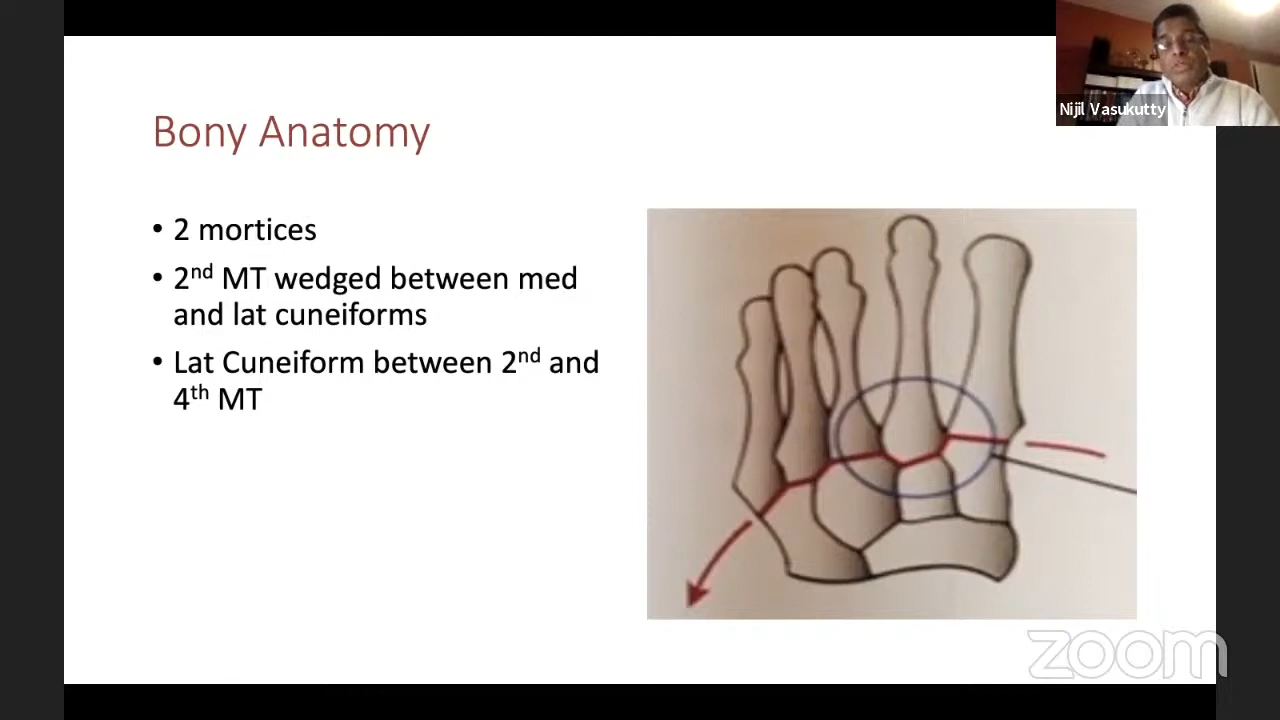 Nijil Vasukutty
Bony Anatomy
• 2 mortices
• 2nd MT wedged between med
and lat cuneiforms
• Lat Cuneiform between 2nd and
4th MT
zoom